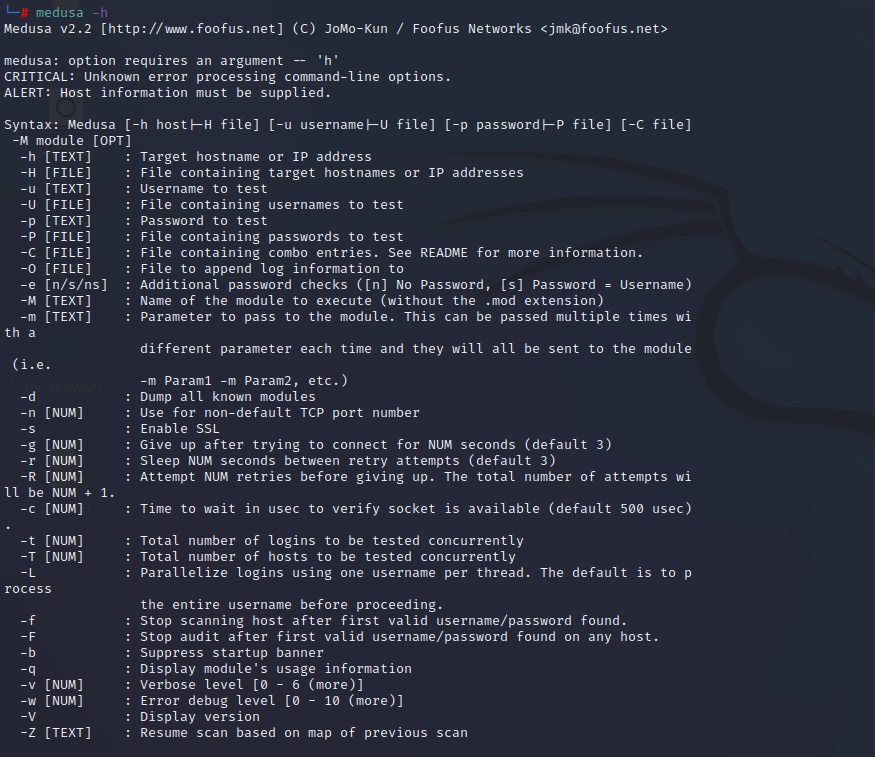 └─# medusa -h
Medusa v2.2 [http://www.foofus.net] (C) JoMo-Kun / Foofus Networks <jmk@foofus.net>
medusa: option requires an argument -- 'h'
CRITICAL: Unknown error processing command-line options.
ALERT: Host information must be supplied.
Syntax: Medusa [-h host|-H file] [-u username|-U file] [-p password|-P file] [-C file]
 -M module [OPT]
  -h [TEXT]    : Target hostname or IP address
  -H [FILE]    : File containing target hostnames or IP addresses
  -u [TEXT]    : Username to test
  -U [FILE]    : File containing usernames to test
  -p [TEXT]    : Password to test
  -P [FILE]    : File containing passwords to test
  -C [FILE]    : File containing combo entries. See README for more information.
  -O [FILE]    : File to append log information to
  -e [n/s/ns]  : Additional password checks ([n] No Password, [s] Password = Username)
  -M [TEXT]    : Name of the module to execute (without the .mod extension)
  -m [TEXT]    : Parameter to pass to the module. This can be passed multiple times wi
th a
                 different parameter each time and they will all be sent to the module
 (i.e.
                 -m Param1 -m Param2, etc.)
tor-browser
  -d           : Dump all known modules
  -n [NUM]     : Use for non-default TCP port number
  -s           : Enable SSL
  -g [NUM]     : Give up after trying to connect for NUM seconds (default 3)
  -r [NUM]     : Sleep NUM seconds between retry attempts (default 3)
  -R [NUM]     : Attempt NUM retries before giving up. The total number of attempts wi
ll be NUM + 1.
  -c [NUM]     : Time to wait in usec to verify socket is available (default 500 usec)
.
  -t [NUM]     : Total number of logins to be tested concurrently
  -T [NUM]     : Total number of hosts to be tested concurrently
  -L           : Parallelize logins using one username per thread. The default is to p
rocess
                 the entire username before proceeding.
  -f           : Stop scanning host after first valid username/password found.
  -F           : Stop audit after first valid username/password found on any host.
  -b           : Suppress startup banner
  -q           : Display module's usage information
  -v [NUM]     : Verbose level [0 - 6 (more)]
  -w [NUM]     : Error debug level [0 - 10 (more)]
  -V           : Display version
  -Z [TEXT]    : Resume scan based on map of previous scan